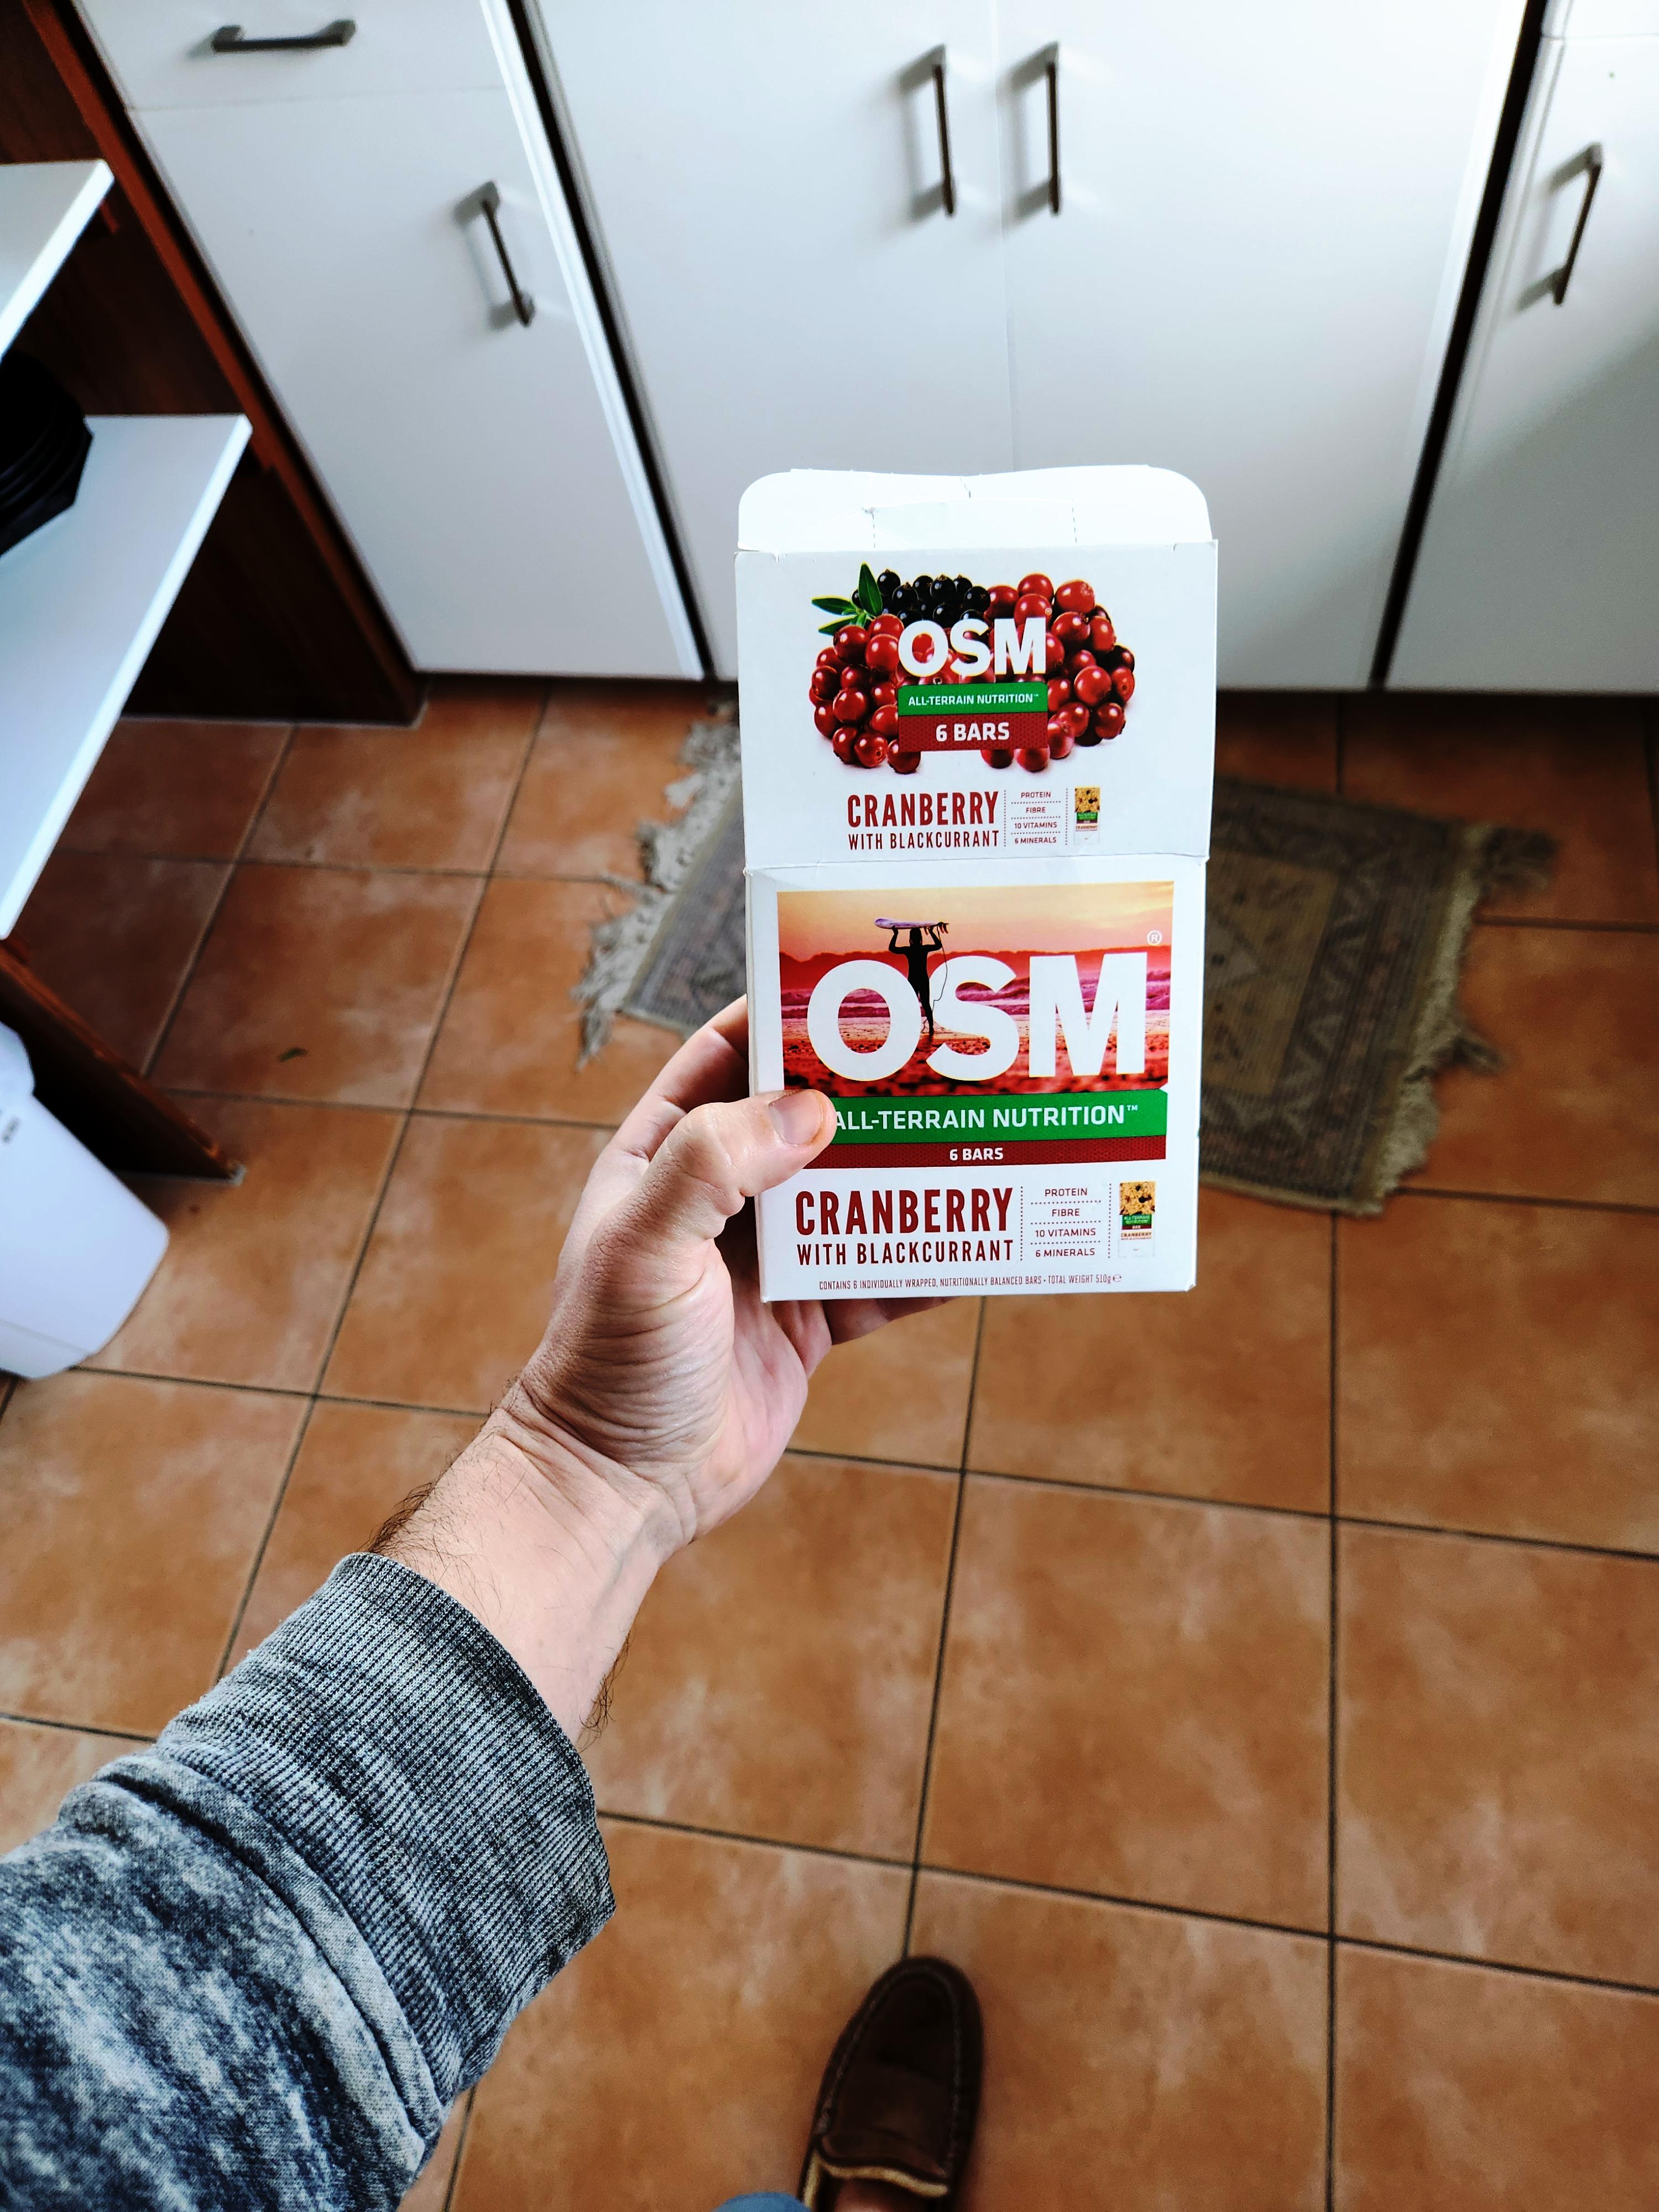 OSM
ALL-TERRAIN NUTRITION™
6 BARS
CRANBERRY
WITH BLACKCURRANT
PROTEIN
FIBRE
10 VITAMINS
6 MINERALS
OSM®
ALL-TERRAIN NUTRITION™
6 BARS
CRANBERRY
WITH BLACKCURRANT
PROTEIN
FIBRE
10 VITAMINS
6 MINERALS
CONTAINS 6 INDIVIDUALLY WRAPPED, NUTRITIONALLY BALANCED BARS • TOTAL WEIGHT 510g ℮